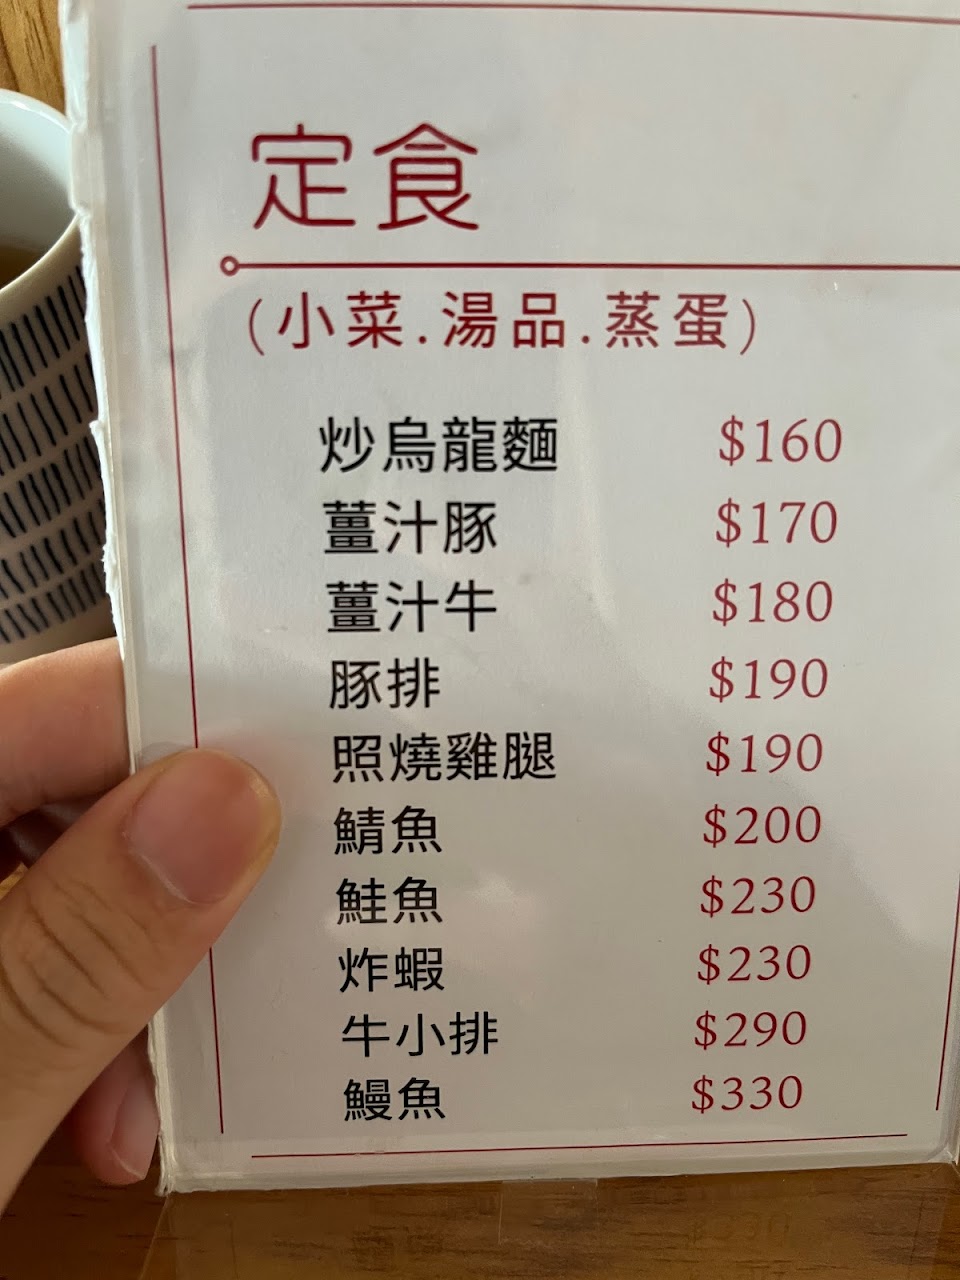 定食
(小菜.湯品.蒸蛋)
炒烏龍麵 $160
薑汁豚 $170
薑汁牛 $180
豚排 $190
照燒雞腿 $190
鯖魚 $200
鮭魚 $230
炸蝦 $230
牛小排 $290
鰻魚 $330